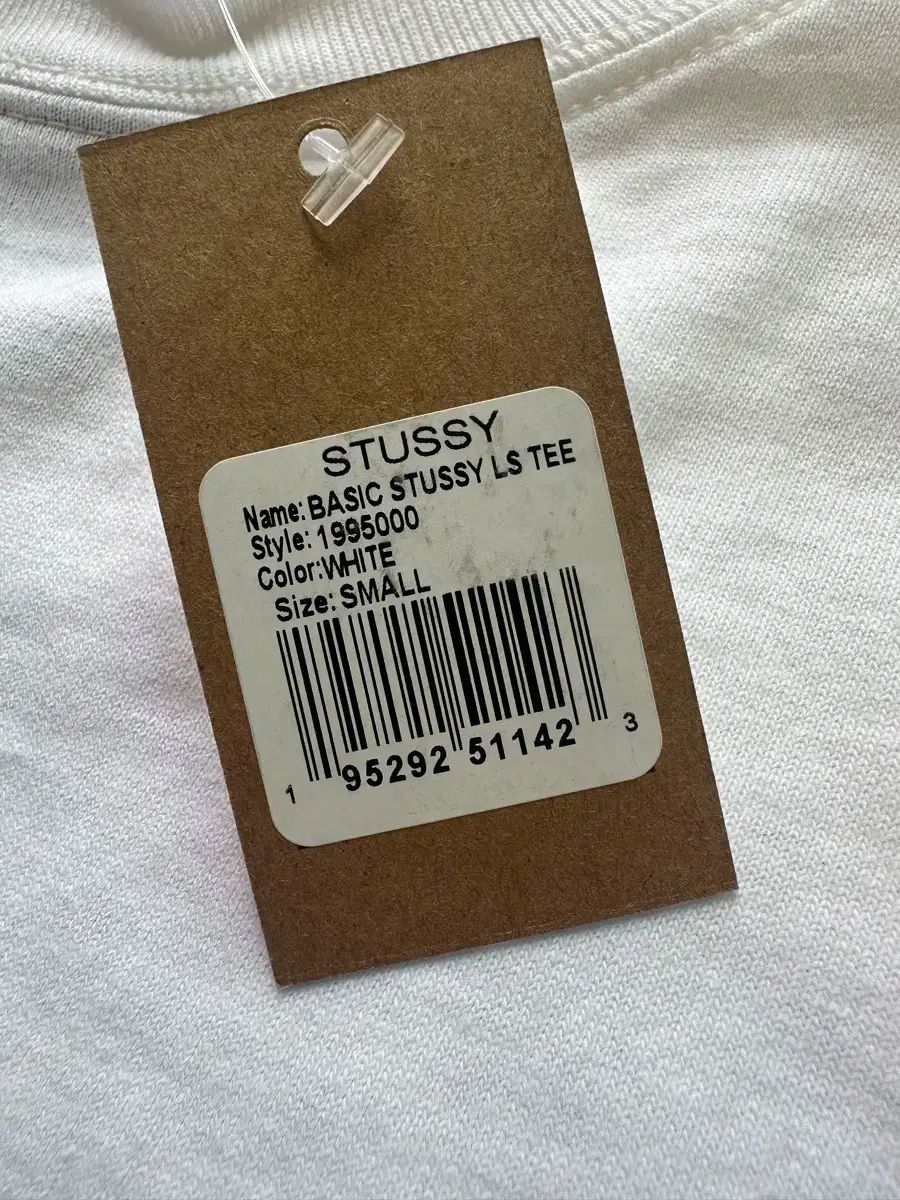 STUSSY
Name: BASIC STUSSY LS TEE
Style: 1995000
Color:WHITE
Size: SMALL
1 95292 51142 3